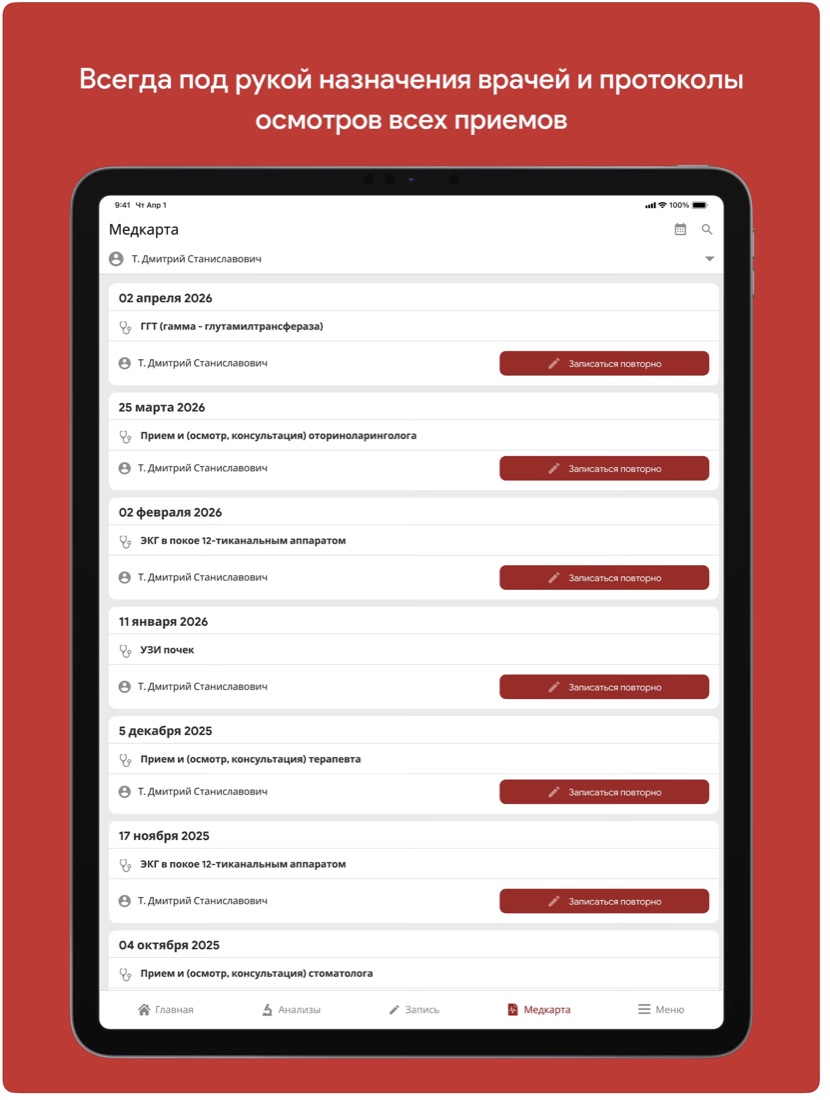 Всегда под рукой назначения врачей и протоколы
осмотров всех приемов
9:41 Чт Апр 1
100%
Медкарта
Т. Дмитрий Станиславович
02 апреля 2026
ГГТ (гамма - глутамилтрансфераза)
Т. Дмитрий Станиславович
Записаться повторно
25 марта 2026
Прием и (осмотр, консультация) оториноларинголога
Т. Дмитрий Станиславович
Записаться повторно
02 февраля 2026
ЭКГ в покое 12-тиканальным аппаратом
Т. Дмитрий Станиславович
Записаться повторно
11 января 2026
УЗИ почек
Т. Дмитрий Станиславович
Записаться повторно
5 декабря 2025
Прием и (осмотр, консультация) терапевта
Т. Дмитрий Станиславович
Записаться повторно
17 ноября 2025
ЭКГ в покое 12-тиканальным аппаратом
Т. Дмитрий Станиславович
Записаться повторно
04 октября 2025
Прием и (осмотр, консультация) стоматолога
Главная
Анализы
Запись
Медкарта
Меню